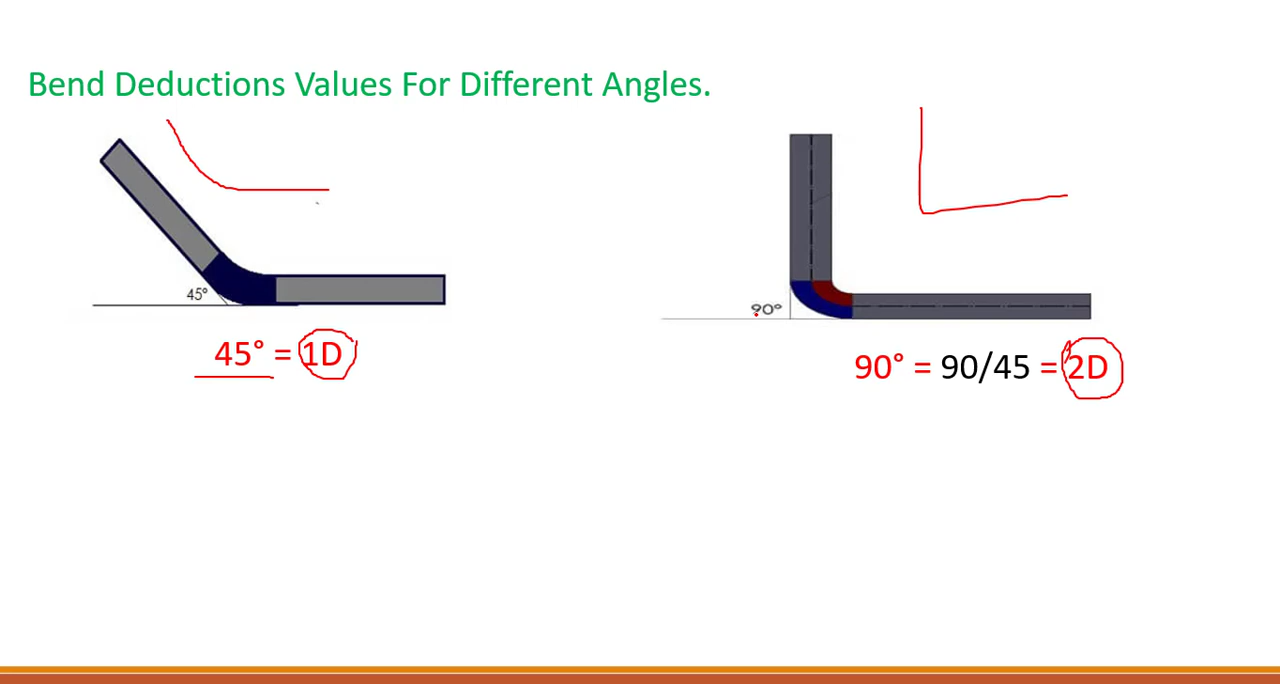 Bend Deductions Values For Different Angles.
45°
90°
45° = 1D
90° = 90/45 = 2D